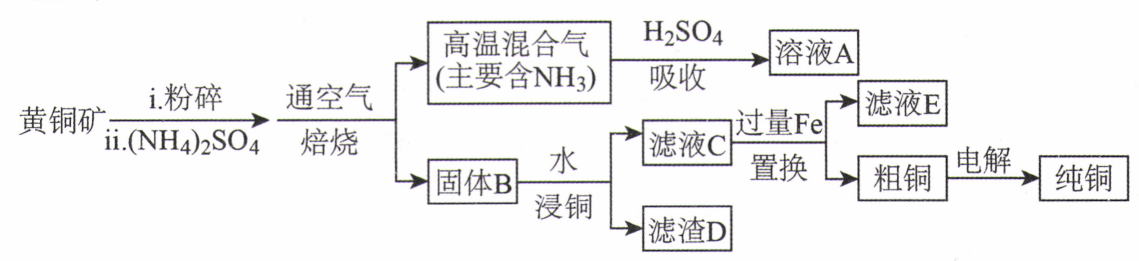 黄铜矿
i.粉碎
ii.(NH₄)₂SO₄
通空气
焙烧
高温混合气
(主要含NH₃)
H₂SO₄
吸收
溶液A
固体B
水
浸铜
滤液C
滤渣D
过量Fe
置换
滤液E
粗铜
电解
纯铜